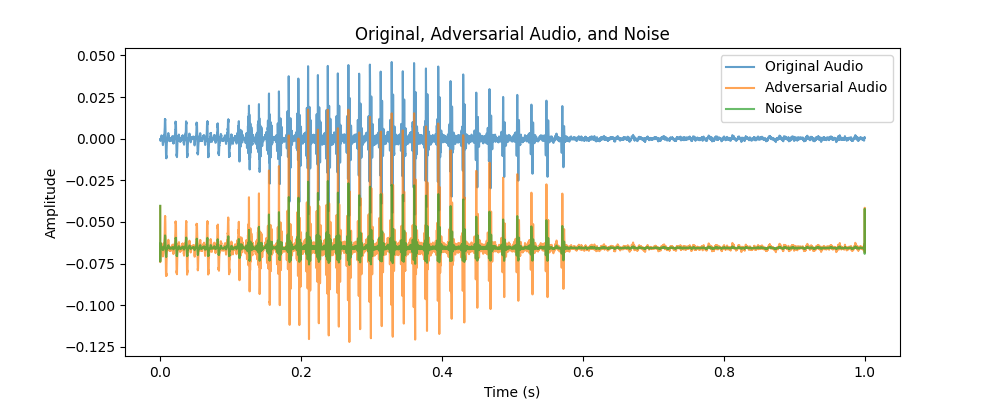 Original, Adversarial Audio, and Noise
Original Audio
Adversarial Audio
Noise
0.050
0.025
0.000
−0.025
−0.050
−0.075
−0.100
−0.125
Amplitude
0.0 0.2 0.4 0.6 0.8 1.0
Time (s)